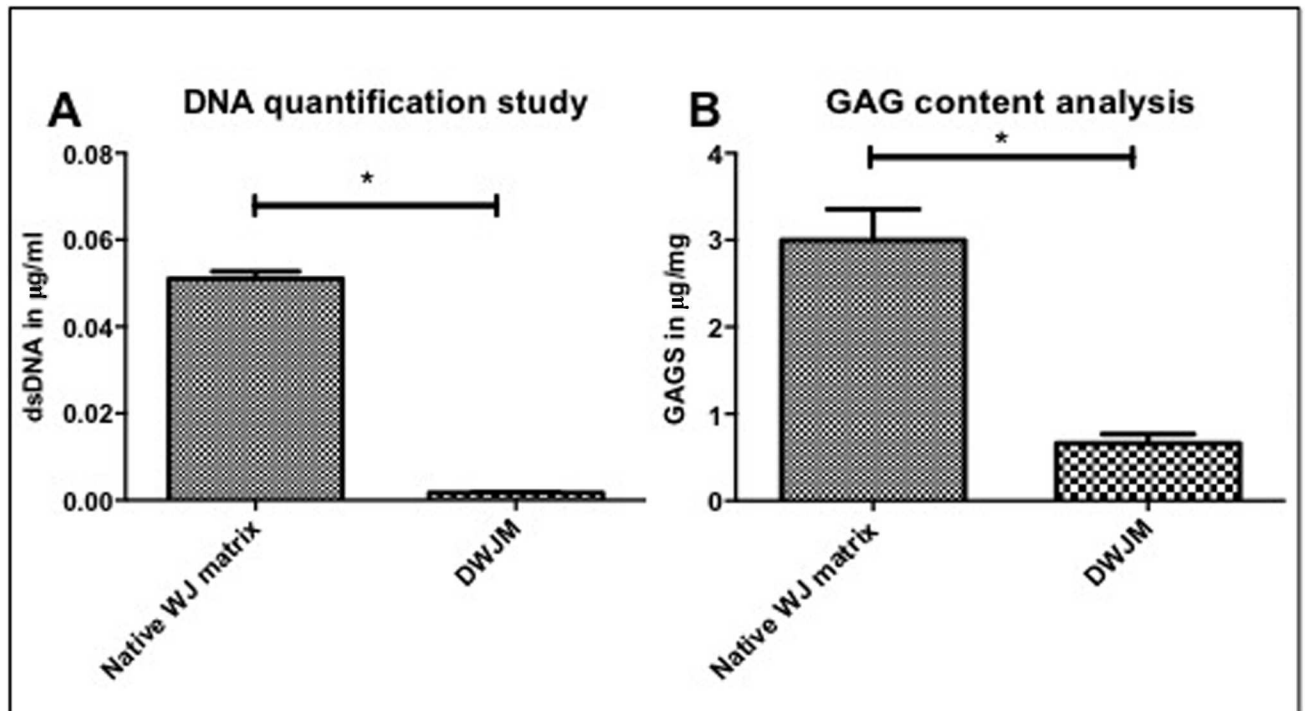 A
DNA quantification study
*
dsDNA in µg/ml
0.08
0.06
0.04
0.02
0.00
Native WJ matrix
DWJM
B
GAG content analysis
*
GAGS in µg/mg
4
3
2
1
0
Native WJ matrix
DWJM